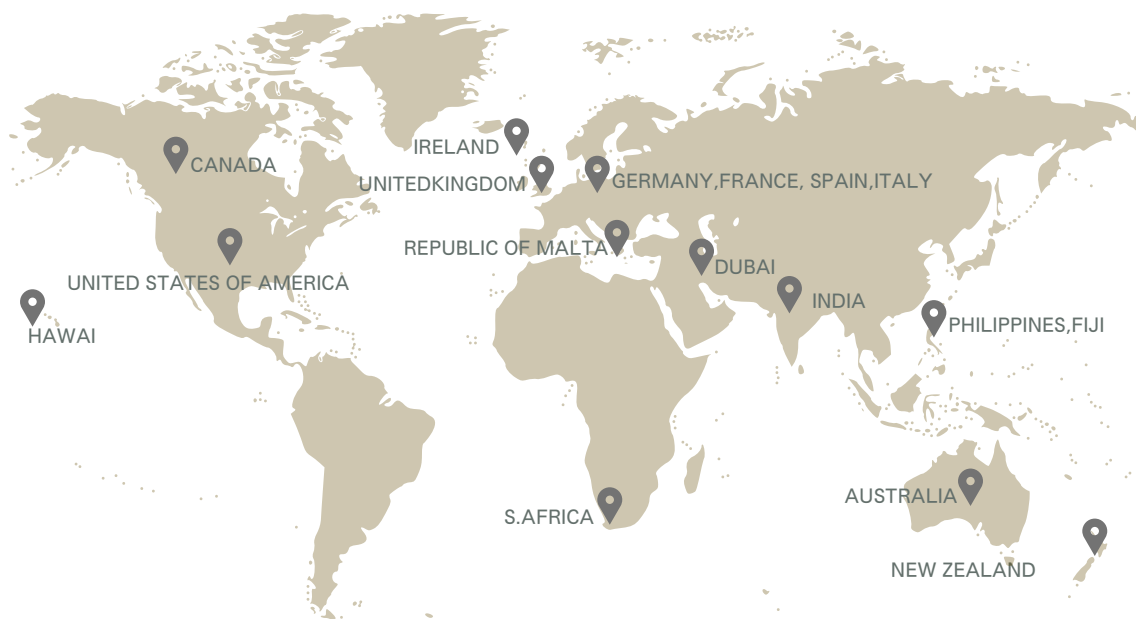 IRELAND
CANADA
GERMANY,FRANCE, SPAIN,ITALY
UNITEDKINGDOM
REPUBLIC OF MALTA
DUBAI
UNITED STATES OF AMERICA
INDIA
PHILIPPINES,FIJI
HAWAI
AUSTRALIA
S.AFRICA
NEW ZEALAND